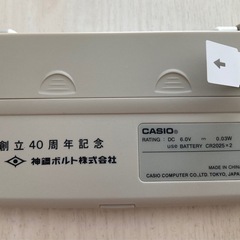 創立40周年記念
神鋼ボルト株式会社
CASIO®
RATING : DC 6.0V ⎓ 0.03W
USE BATTERY CR2025×2
MADE IN CHINA
CASIO COMPUTER CO.,LTD. TOKYO, JAPAN